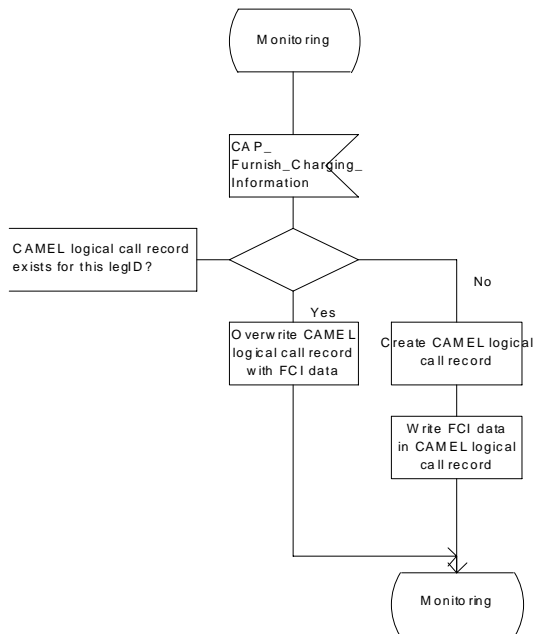 Monitoring
CAP_
Furnish_Charging_
Information
CAMEL logical call record
exists for this legID?
No
Yes
Overwrite CAMEL
logical call record
with FCI data
Create CAMEL logical
call record
Write FCI data
in CAMEL logical
call record
Monitoring